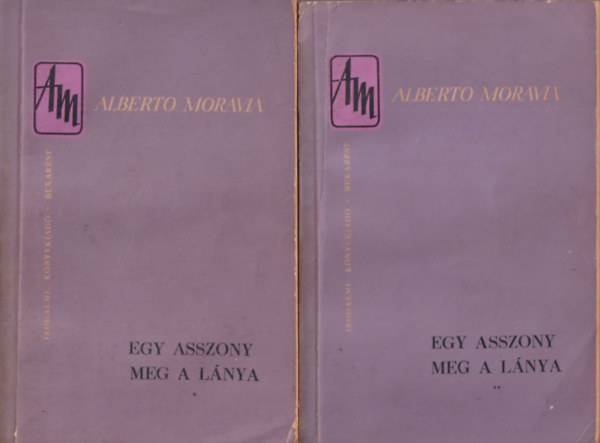 AM
ALBERTO MORAVIA
IRODALMI KÖNYVKIADÓ - BUKAREST
EGY ASSZONY
MEG A LÁNYA
*
AM
ALBERTO MORAVIA
IRODALMI KÖNYVKIADÓ - BUKAREST
EGY ASSZONY
MEG A LÁNYA
**